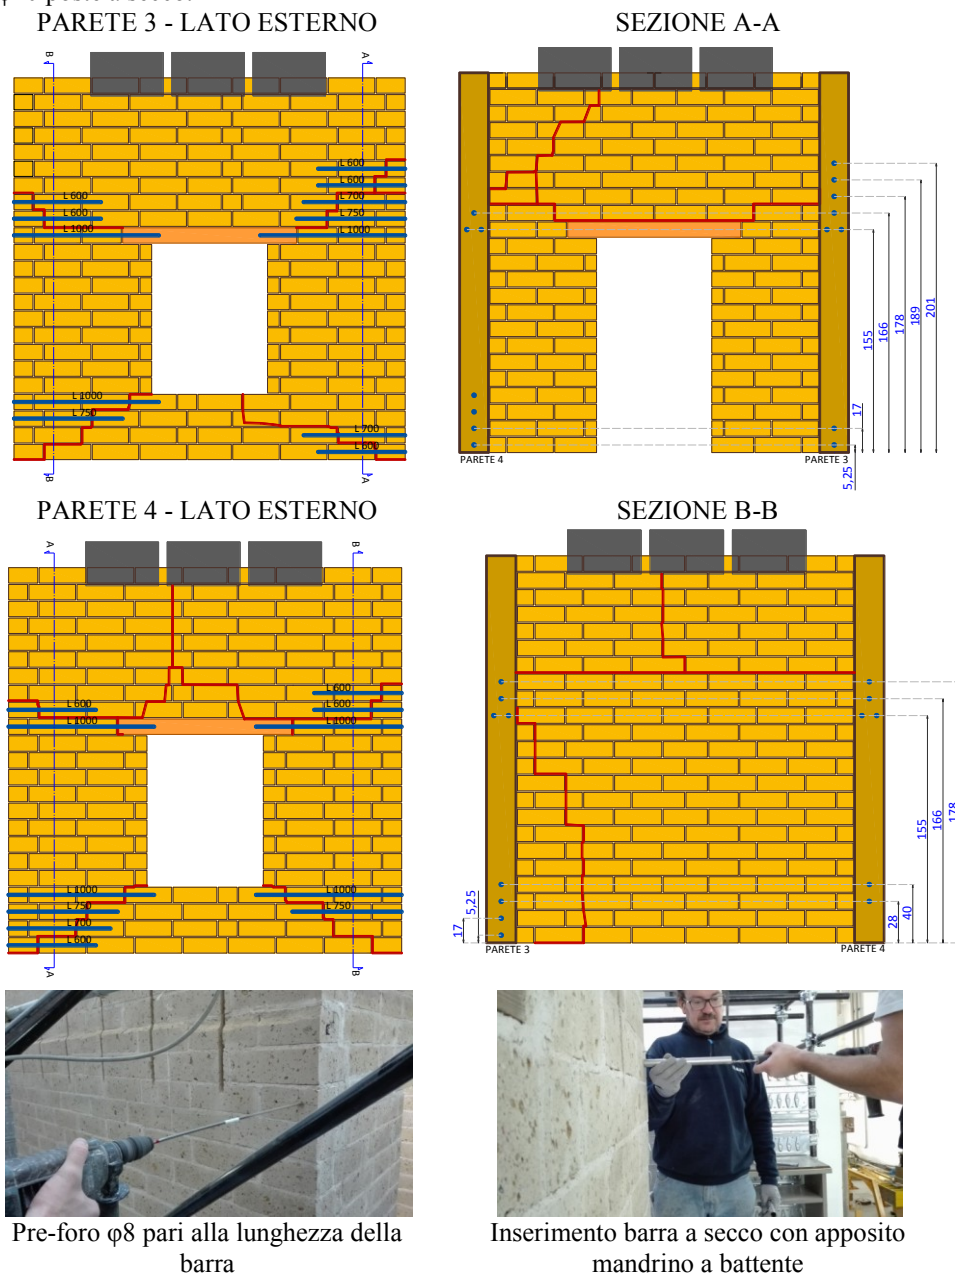 PARETE 3 - LATO ESTERNO
SEZIONE A-A
B
A
L 600
L 600
L 600
L 700
L 600
L 750
L 1000
L 1000
L 1000
L 750
L 700
L 600
B
A
201
189
178
166
155
17
5,25
PARETE 4
PARETE 3
PARETE 4 - LATO ESTERNO
SEZIONE B-B
A
B
L 600
L 600
L 600
L 1000
L 1000
L 1000
L 1000
L 750
L 750
L 700
L 600
A
B
178
166
155
40
28
5,25
17
PARETE 3
PARETE 4
Pre-foro φ8 pari alla lunghezza della
barra
Inserimento barra a secco con apposito
mandrino a battente